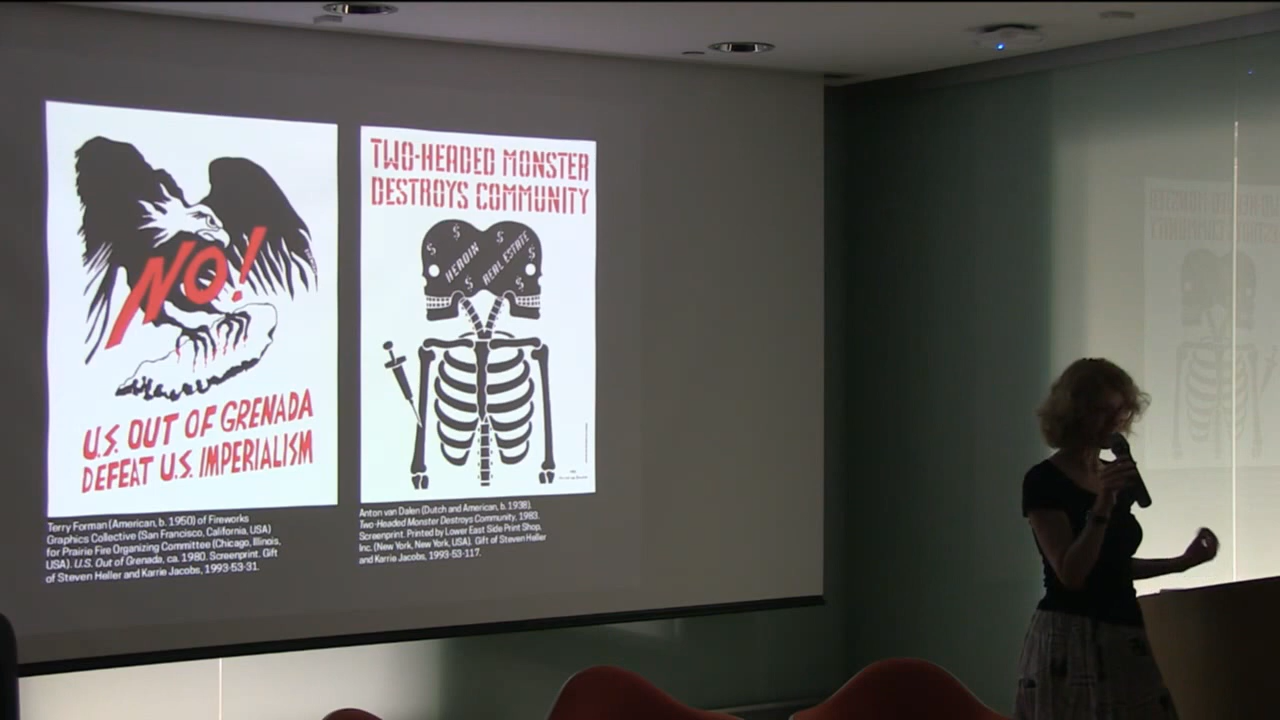 NO!
U.S. OUT OF GRENADA
DEFEAT U.S. IMPERIALISM
Terry Forman (American, b. 1950) of Fireworks
Graphics Collective (San Francisco, California, USA)
for Prairie Fire Organizing Committee (Chicago, Illinois,
USA). U.S. Out of Grenada, ca. 1980. Screenprint. Gift
of Steven Heller and Karrie Jacobs, 1993-53-31.
TWO-HEADED MONSTER
DESTROYS COMMUNITY
$ $ $ $
HEROIN
REAL ESTATE
$ $
Anton van Dalen (Dutch and American, b. 1938).
Two-Headed Monster Destroys Community, 1983.
Screenprint. Printed by Lower East Side Print Shop,
Inc. (New York, New York, USA). Gift of Steven Heller
and Karrie Jacobs, 1993-53-117.